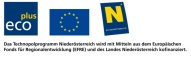 eco
plus
N
Das Technopolprogramm Niederösterreich wird mit Mitteln aus dem Europäischen
Fonds für Regionalentwicklung (EFRE) und des Landes Niederösterreich kofinanziert.